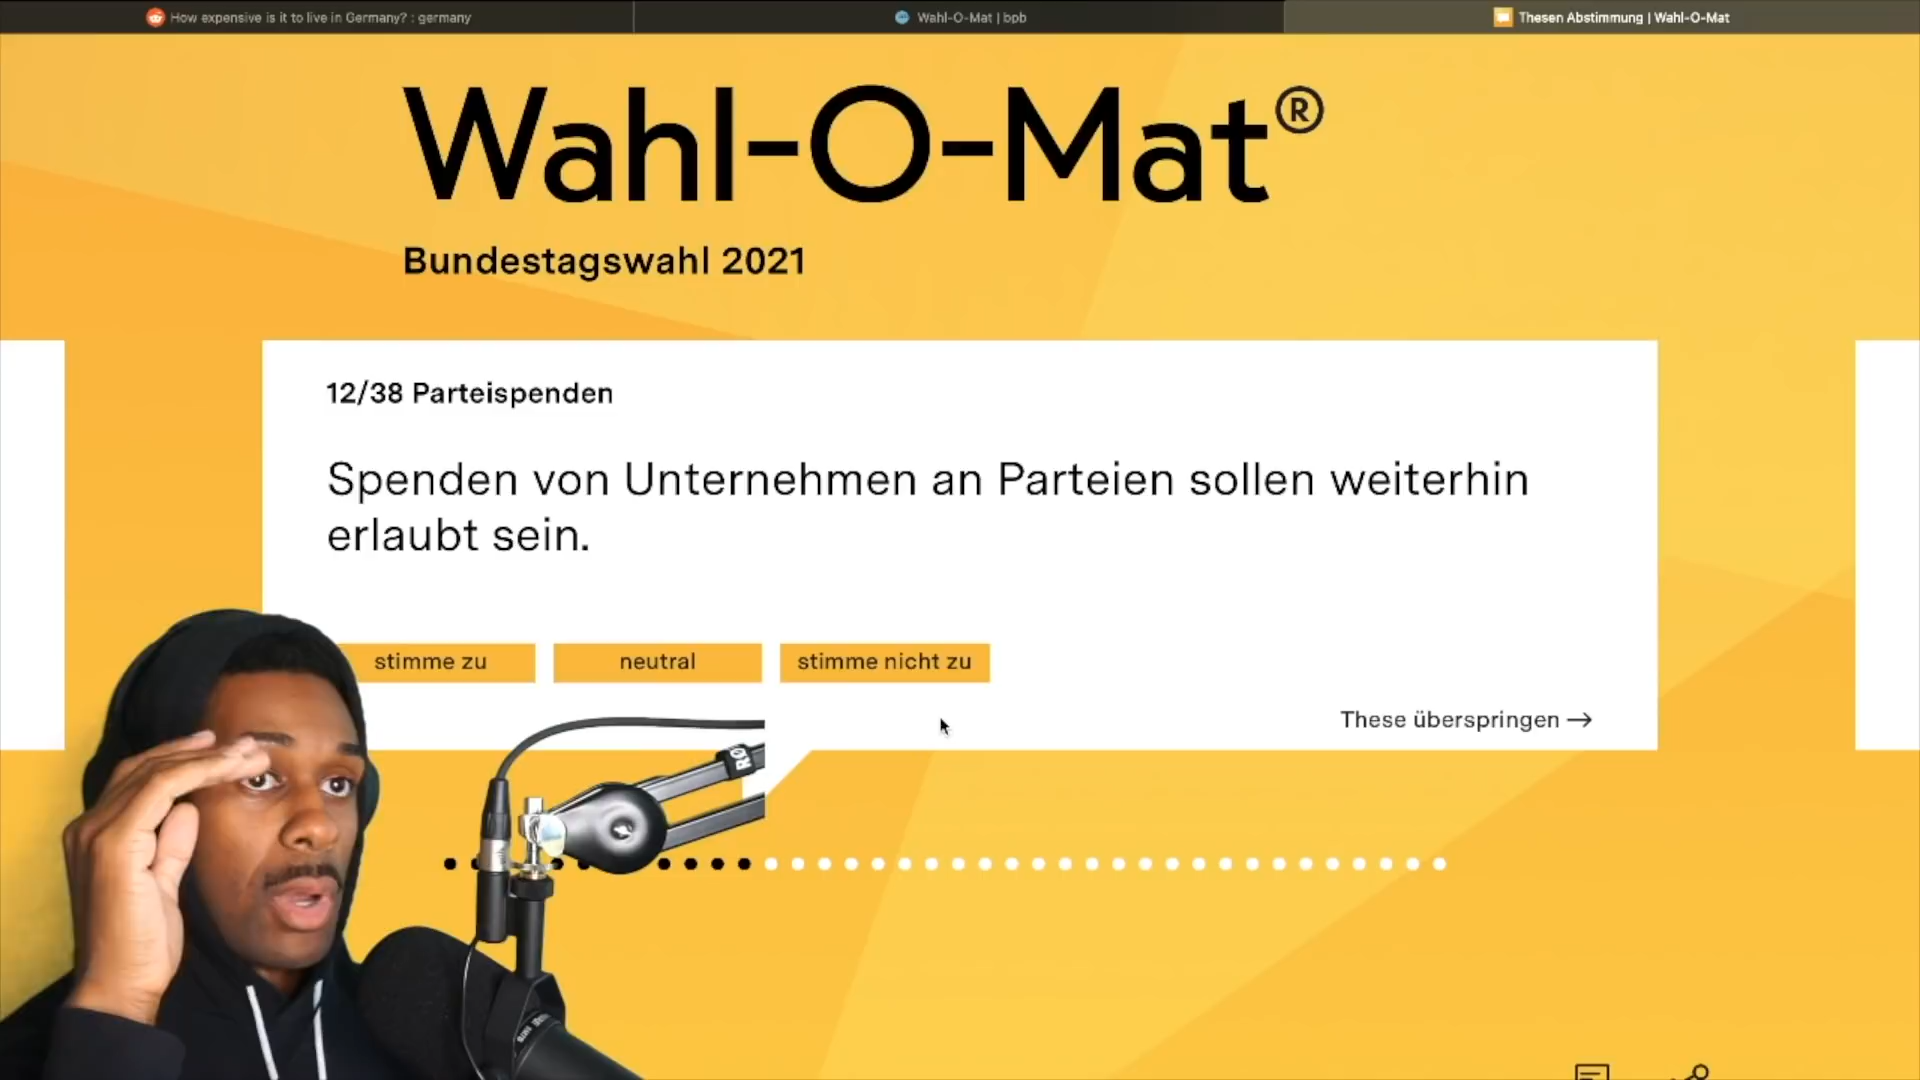 How expensive is it to live in Germany? : germany
Wahl-O-Mat | bpb
Thesen Abstimmung | Wahl-O-Mat
Wahl-O-Mat®
Bundestagswahl 2021
12/38 Parteispenden
Spenden von Unternehmen an Parteien sollen weiterhin
erlaubt sein.
stimme zu
neutral
stimme nicht zu
These überspringen →